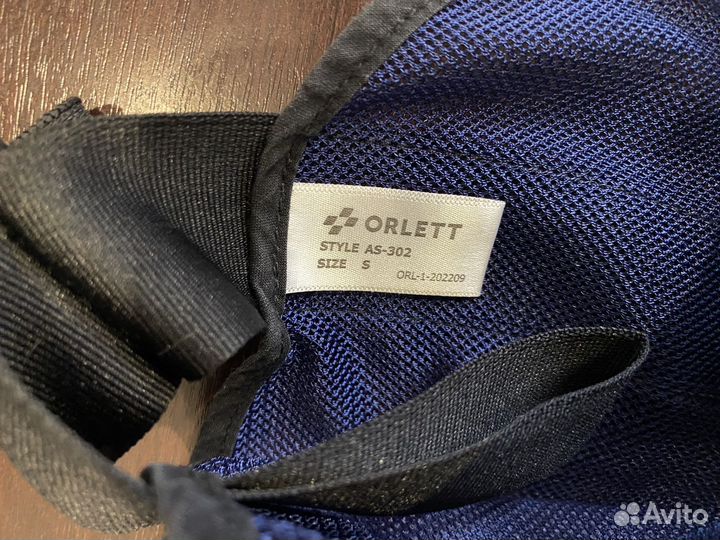 ORLETT
STYLE AS-302
SIZE S
ORL-1-202209
Avito